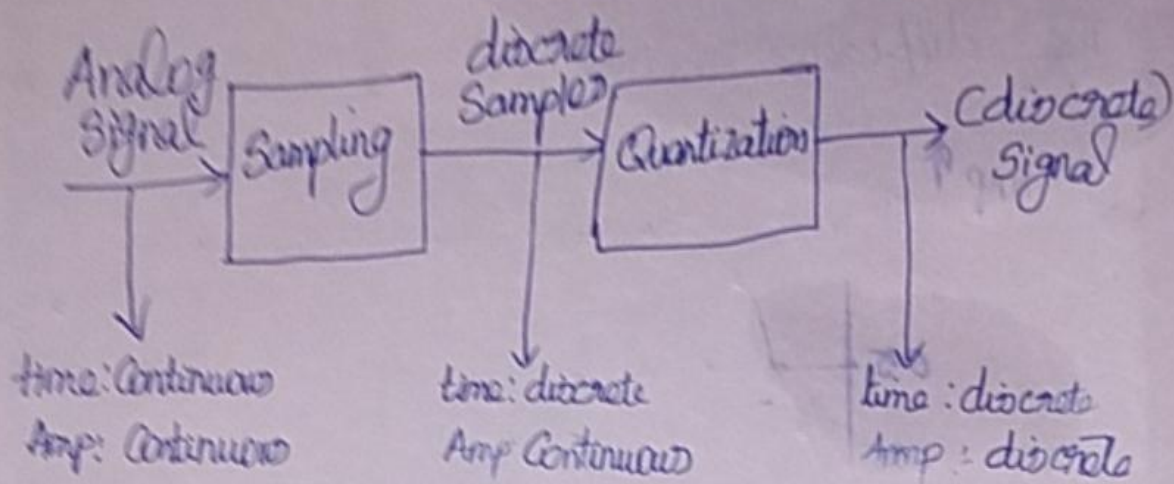 Analog
Signal
Sampling
discrete
Samples
Quantization
(discrete)
Signal
time: Continuous
Amp: Continuous
time: discrete
Amp Continuous
time : discrete
Amp : discrete